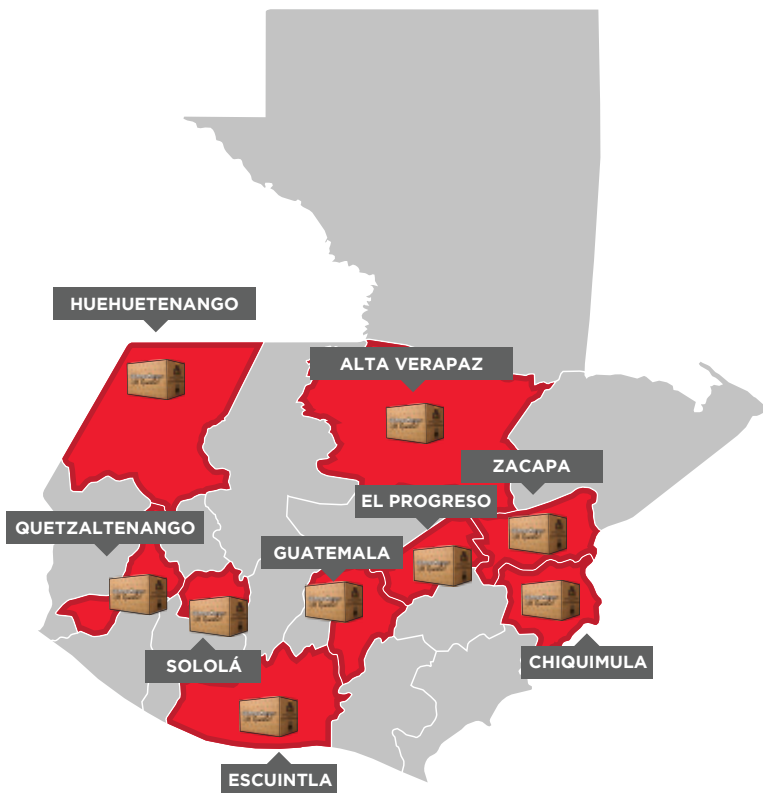 HUEHUETENANGO
ALTA VERAPAZ
ZACAPA
EL PROGRESO
QUETZALTENANGO
GUATEMALA
SOLOLÁ
CHIQUIMULA
ESCUINTLA